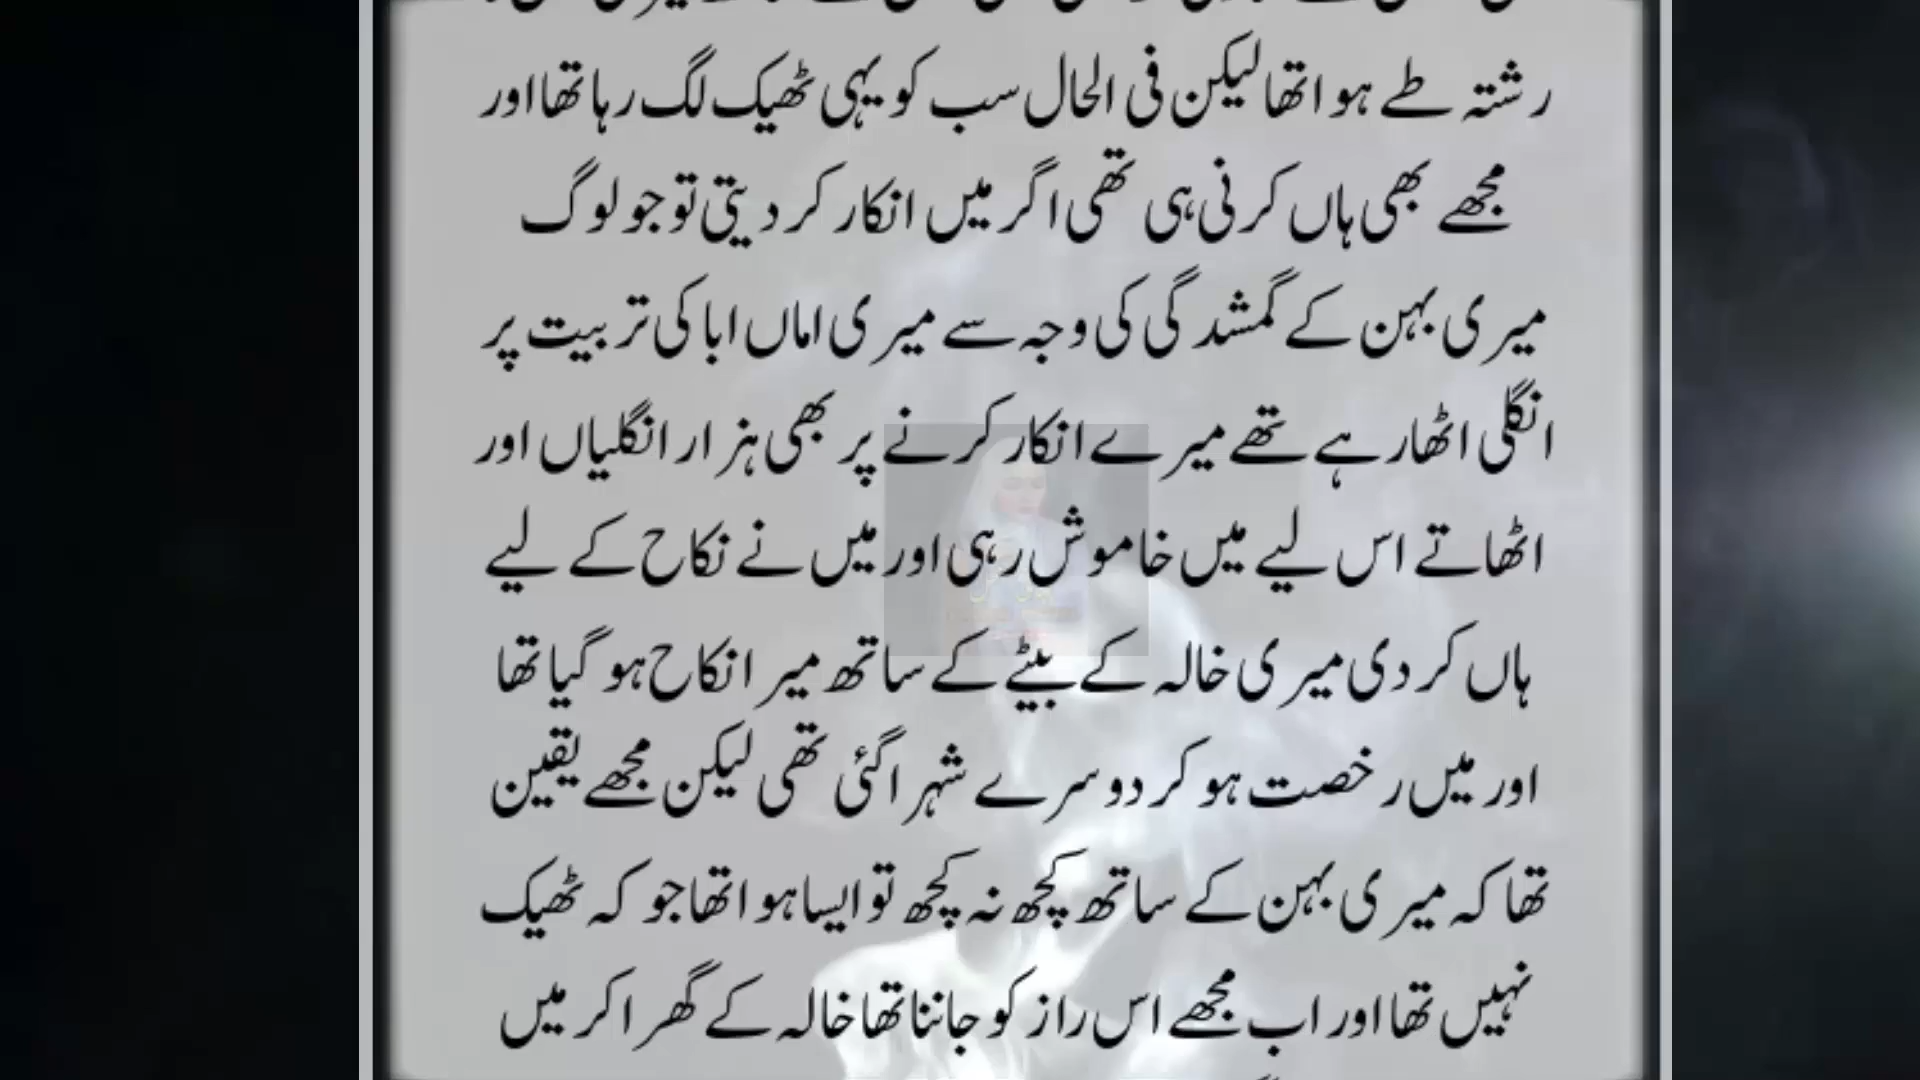 رشتہ طے ہوا تھا لیکن فی الحال سب کو یہی ٹھیک لگ رہا تھا اور
مجھے بھی ہاں کرنی ہی تھی اگر میں انکار کر دیتی تو جو لوگ
میری بہن کے گمشدگی کی وجہ سے میری اماں ابا کی تربیت پر
انگلی اٹھا رہے تھے میرے انکار کرنے پر بھی ہزار انگلیاں اور
اٹھاتے اس لیے میں خاموش رہی اور میں نے نکاح کے لیے
ہاں کر دی میری خالہ کے بیٹے کے ساتھ میرا نکاح ہو گیا تھا
اور میں رخصت ہو کر دوسرے شہر اگئی تھی لیکن مجھے یقین
تھا کہ میری بہن کے ساتھ کچھ نہ کچھ تو ایسا ہوا تھا جو کہ ٹھیک
نہیں تھا اور اب مجھے اس راز کو جاننا تھا خالہ کے گھر اکر میں